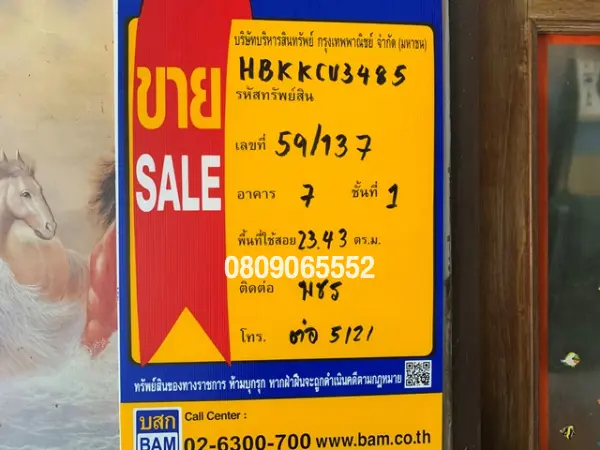 บริษัทบริหารสินทรัพย์ กรุงเทพพาณิชย์ จำกัด (มหาชน)
HBKKCU3485
รหัสทรัพย์สิน
ขาย
SALE
เลขที่ 59/137
อาคาร 7 ชั้นที่ 1
พื้นที่ใช้สอย 23.43 ตร.ม.
0809065552
ติดต่อ
โทร. ต่อ 5121
ทรัพย์สินของทางราชการ ห้ามบุกรุก หากฝ่าฝืนจะถูกดำเนินคดีตามกฎหมาย
บสก
BAM
Call Center :
02-6300-700 www.bam.co.th